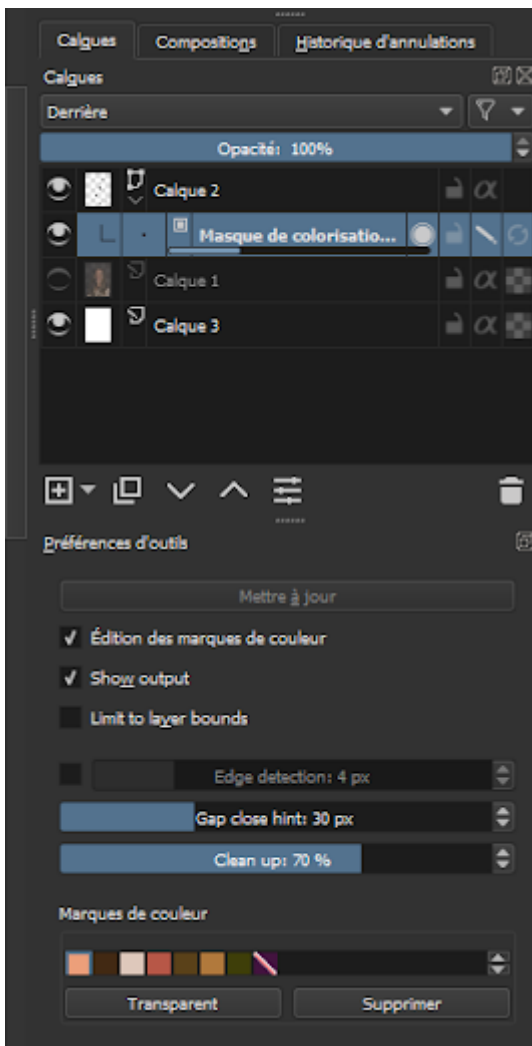 Calques Compositions Historique d'annulations
Calques
Derrière
Opacité: 100%
Calque 2
Masque de colorisatio...
Calque 1
Calque 3
Préférences d'outils
Mettre à jour
Édition des marques de couleur
Show output
Limit to layer bounds
Edge detection: 4 px
Gap close hint: 30 px
Clean up: 70 %
Marques de couleur
Transparent Supprimer